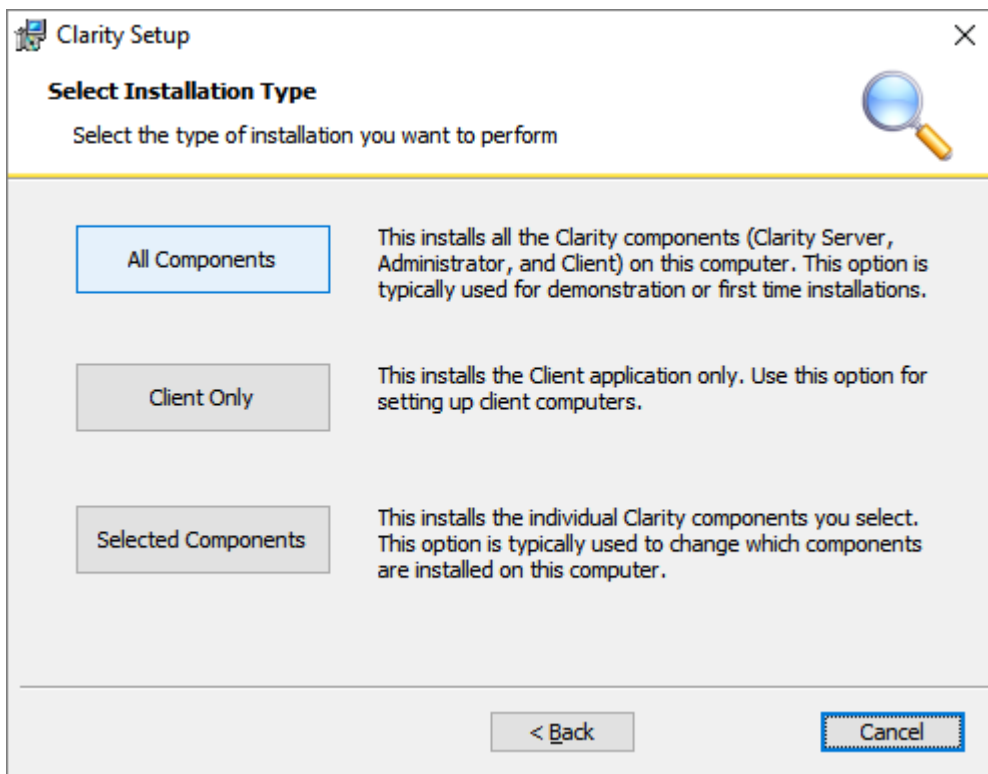 Clarity Setup
Select Installation Type
Select the type of installation you want to perform
All Components
This installs all the Clarity components (Clarity Server,
Administrator, and Client) on this computer. This option is
typically used for demonstration or first time installations.
Client Only
This installs the Client application only. Use this option for
setting up client computers.
Selected Components
This installs the individual Clarity components you select.
This option is typically used to change which components
are installed on this computer.
< Back
Cancel